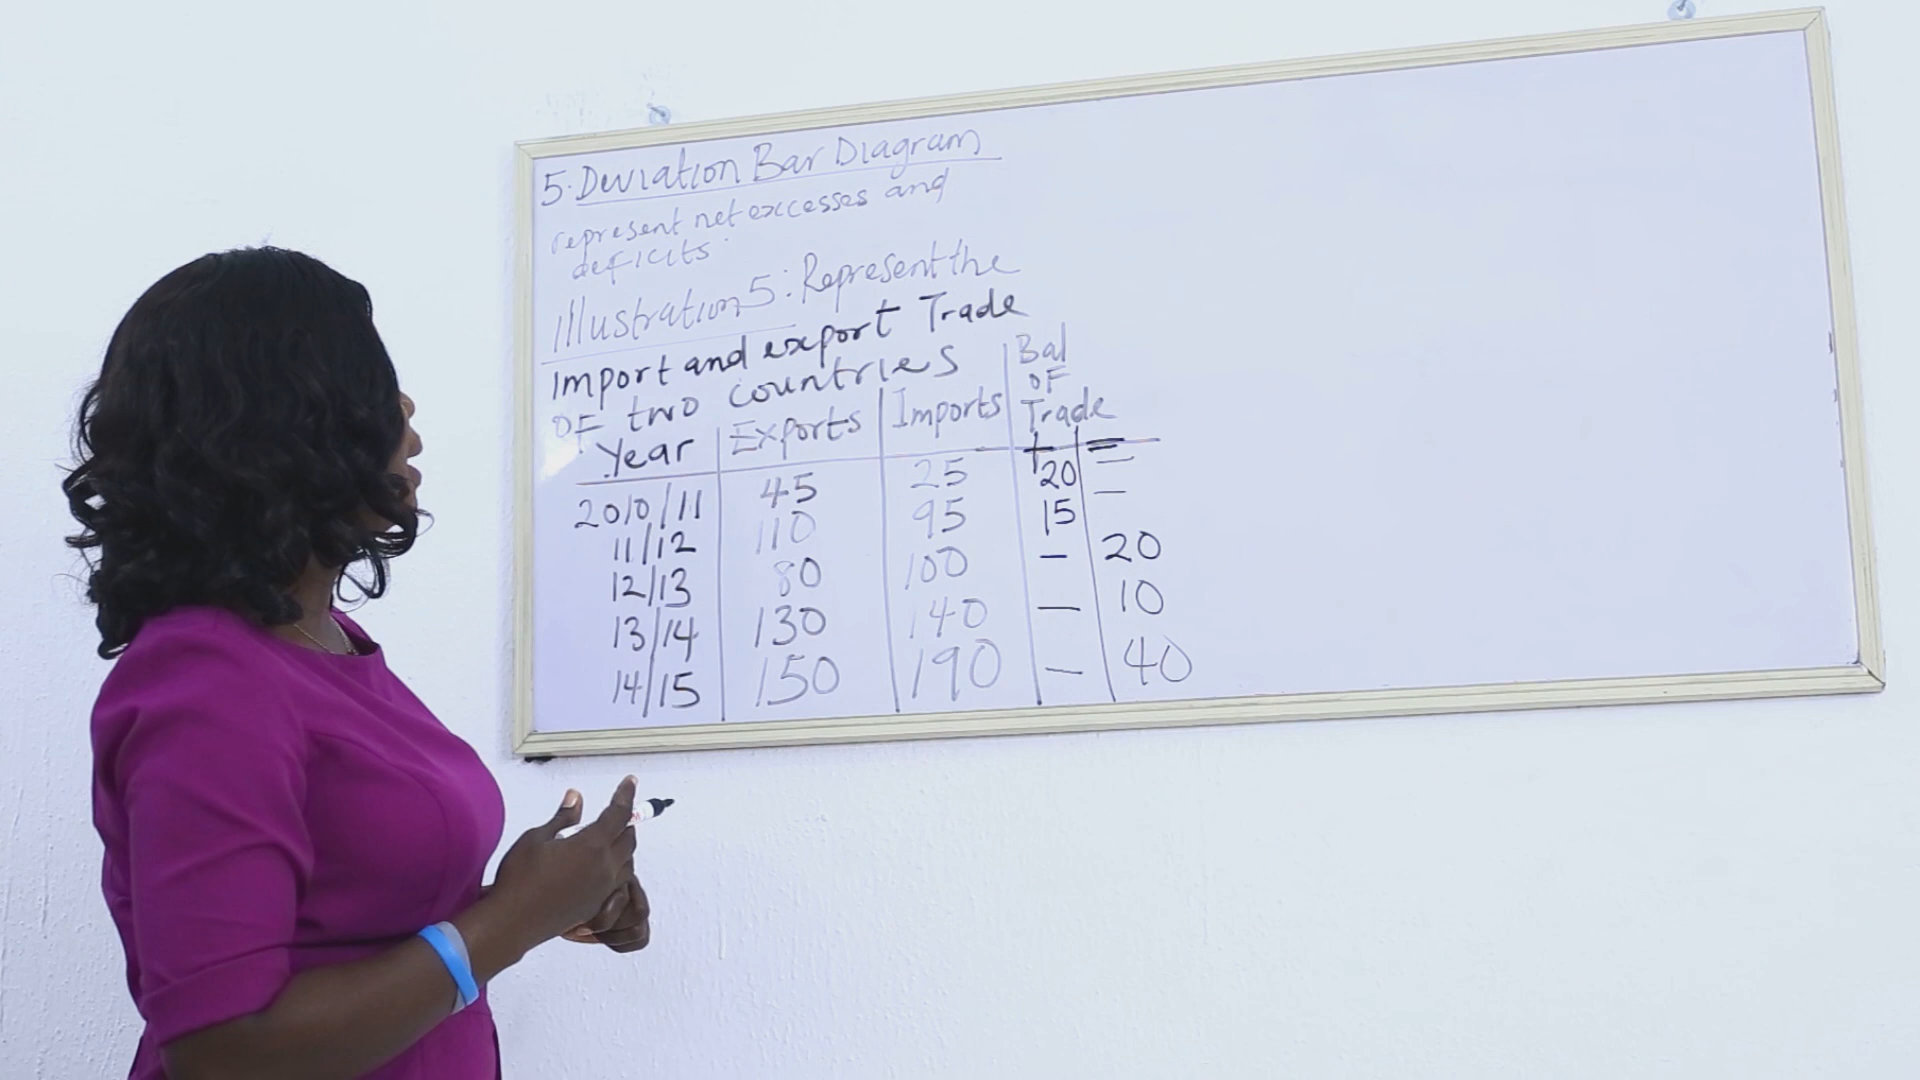 5. Deviation Bar Diagram
represent net excesses and
deficits.
Illustration 5: Represent the
Import and export Trade
of two countries
Year Exports Imports Bal of Trade
+ -
2010/11 45 25 20 -
11/12 110 95 15 -
12/13 80 100 - 20
13/14 130 140 - 10
14/15 150 190 - 40